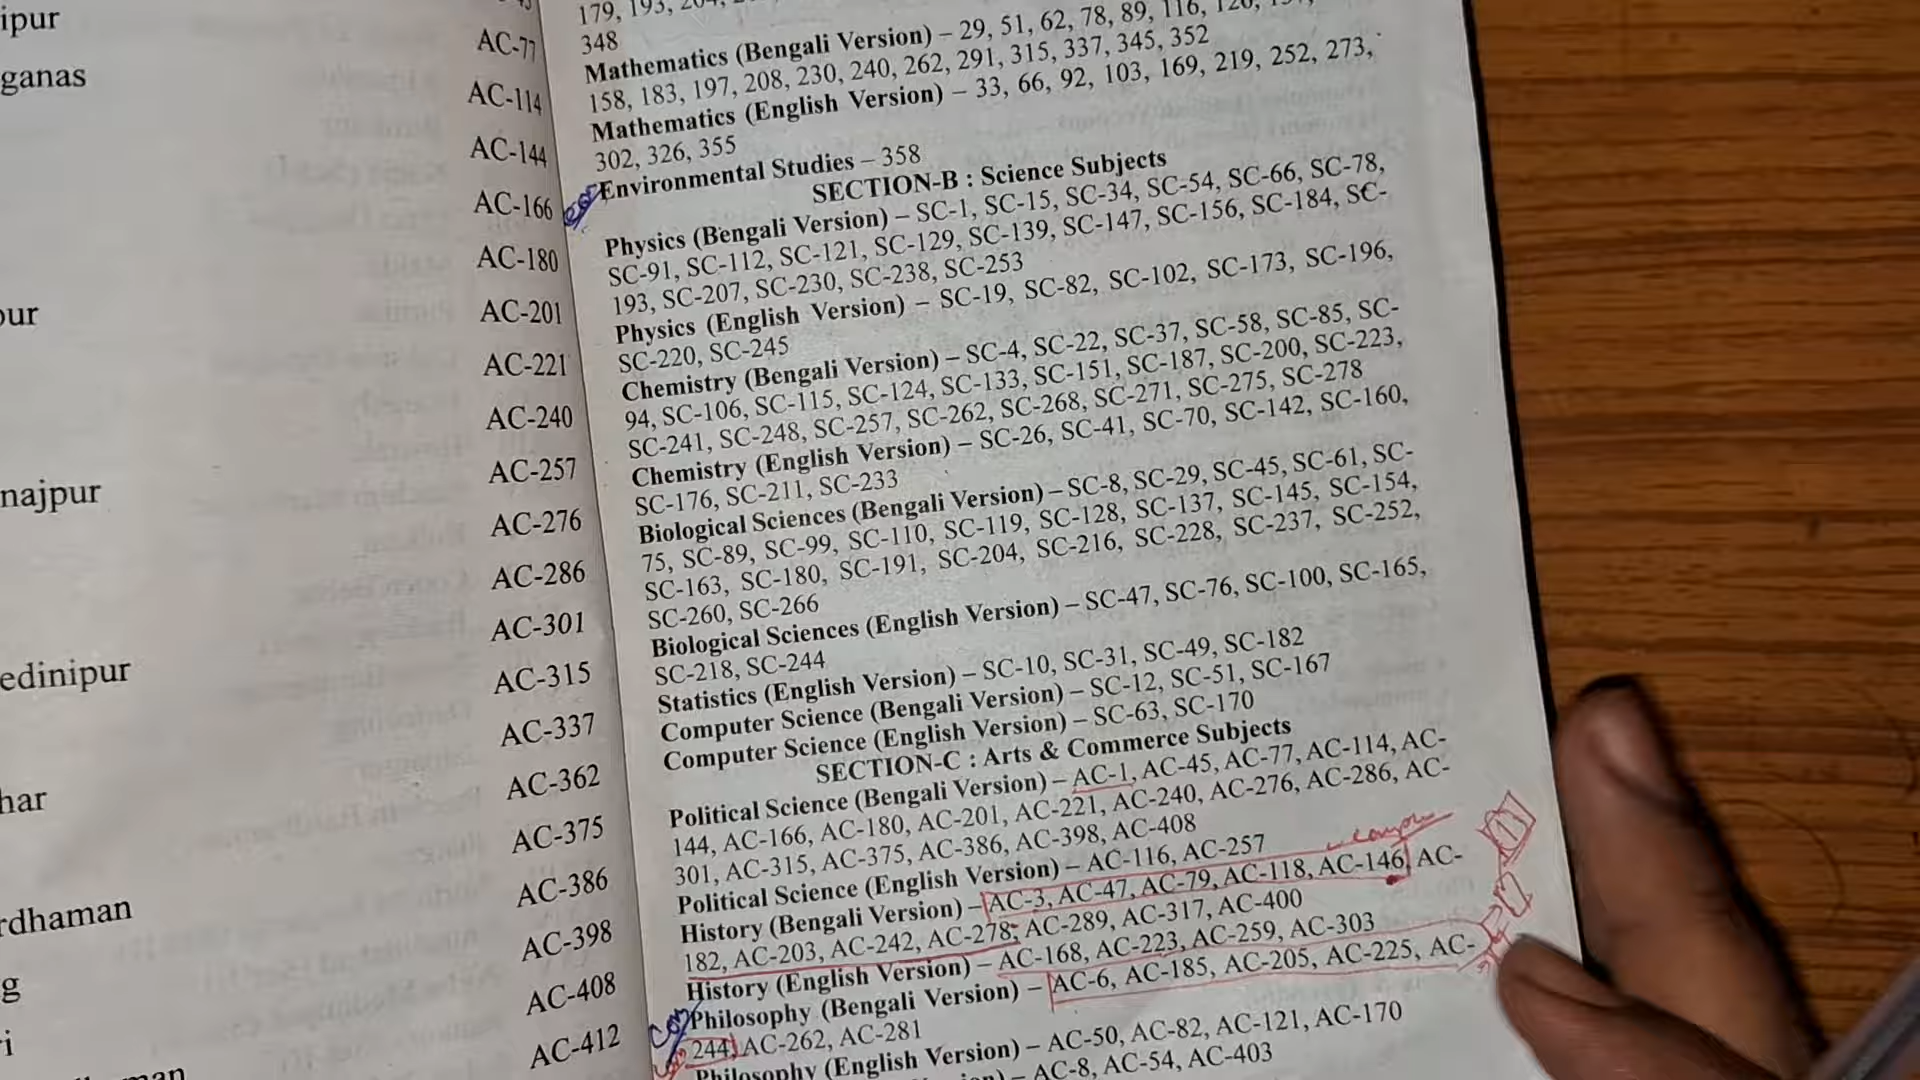 ipur
ganas
our
najpur
edinipur
har
rdhaman
g
ri
dhaman
AC-77
AC-114
AC-144
AC-166
AC-180
AC-201
AC-221
AC-240
AC-257
AC-276
AC-286
AC-301
AC-315
AC-337
AC-362
AC-375
AC-386
AC-398
AC-408
AC-412
179, 193,
348
Mathematics (Bengali Version) – 29, 51, 62, 78, 89, 116,
158, 183, 197, 208, 230, 240, 262, 291, 315, 337, 345, 352
Mathematics (English Version) – 33, 66, 92, 103, 169, 219, 252, 273,
302, 326, 355
Environmental Studies – 358
SECTION-B : Science Subjects
Physics (Bengali Version) – SC-1, SC-15, SC-34, SC-54, SC-66, SC-78,
SC-91, SC-112, SC-121, SC-129, SC-139, SC-147, SC-156, SC-184, SC-
193, SC-207, SC-230, SC-238, SC-253
Physics (English Version) – SC-19, SC-82, SC-102, SC-173, SC-196,
SC-220, SC-245
Chemistry (Bengali Version) – SC-4, SC-22, SC-37, SC-58, SC-85, SC-
94, SC-106, SC-115, SC-124, SC-133, SC-151, SC-187, SC-200, SC-223,
SC-241, SC-248, SC-257, SC-262, SC-268, SC-271, SC-275, SC-278
Chemistry (English Version) – SC-26, SC-41, SC-70, SC-142, SC-160,
SC-176, SC-211, SC-233
Biological Sciences (Bengali Version) – SC-8, SC-29, SC-45, SC-61, SC-
75, SC-89, SC-99, SC-110, SC-119, SC-128, SC-137, SC-145, SC-154,
SC-163, SC-180, SC-191, SC-204, SC-216, SC-228, SC-237, SC-252,
SC-260, SC-266
Biological Sciences (English Version) – SC-47, SC-76, SC-100, SC-165,
SC-218, SC-244
Statistics (English Version) – SC-10, SC-31, SC-49, SC-182
Computer Science (Bengali Version) – SC-12, SC-51, SC-167
Computer Science (English Version) – SC-63, SC-170
SECTION-C : Arts & Commerce Subjects
Political Science (Bengali Version) – AC-1, AC-45, AC-77, AC-114, AC-
144, AC-166, AC-180, AC-201, AC-221, AC-240, AC-276, AC-286, AC-
301, AC-315, AC-375, AC-386, AC-398, AC-408
Political Science (English Version) – AC-116, AC-257
History (Bengali Version) – AC-3, AC-47, AC-79, AC-118, AC-146, AC-
182, AC-203, AC-242, AC-278, AC-289, AC-317, AC-400
History (English Version) – AC-168, AC-223, AC-259, AC-303
Philosophy (Bengali Version) – AC-6, AC-185, AC-205, AC-225, AC-
244, AC-262, AC-281
Philosophy (English Version) – AC-50, AC-82, AC-121, AC-170
– AC-8, AC-54, AC-403